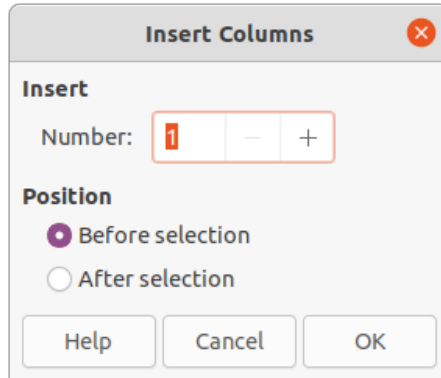 Insert Columns
Insert
Number: 1 − +
Position
Before selection
After selection
Help Cancel OK